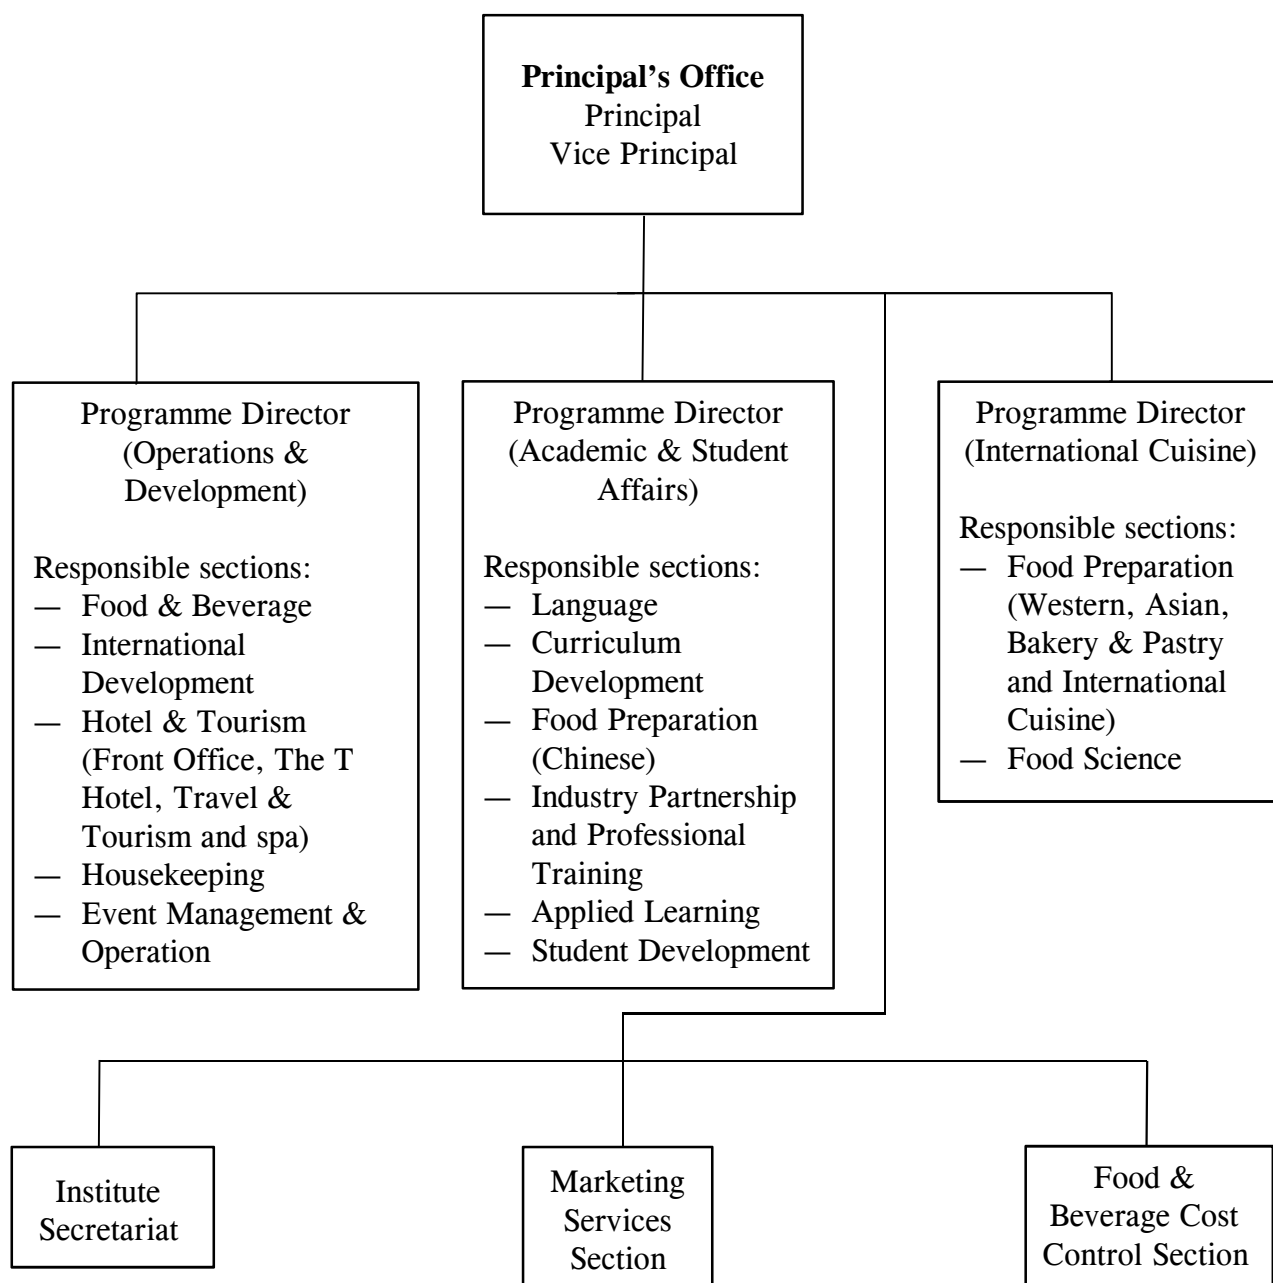 Principal’s Office
Principal
Vice Principal
Programme Director
(Operations &
Development)
Responsible sections:
— Food & Beverage
— International
Development
— Hotel & Tourism
(Front Office, The T
Hotel, Travel &
Tourism and spa)
— Housekeeping
— Event Management &
Operation
Programme Director
(Academic & Student
Affairs)
Responsible sections:
— Language
— Curriculum
Development
— Food Preparation
(Chinese)
— Industry Partnership
and Professional
Training
— Applied Learning
— Student Development
Programme Director
(International Cuisine)
Responsible sections:
— Food Preparation
(Western, Asian,
Bakery & Pastry
and International
Cuisine)
— Food Science
Institute
Secretariat
Marketing
Services
Section
Food &
Beverage Cost
Control Section